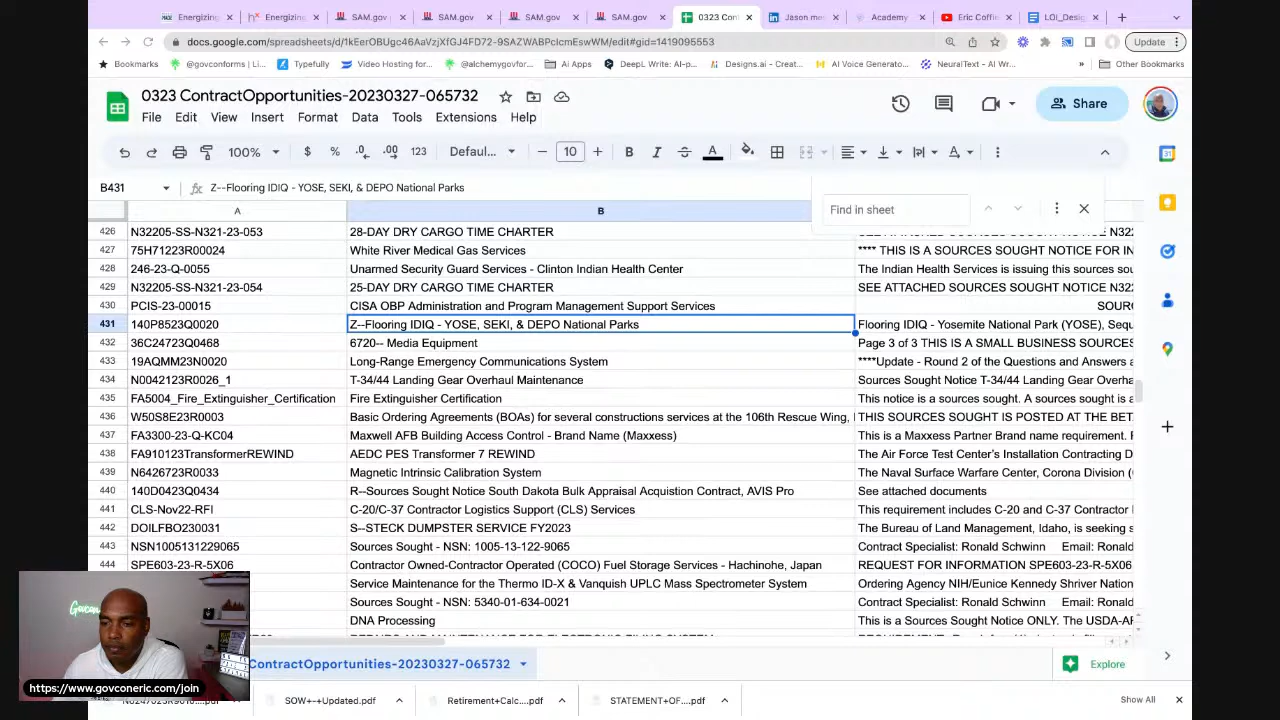 Energizing
Energizing
SAM.gov
SAM.gov
SAM.gov
SAM.gov
0323 Cont
Jason mo
Academy
Eric Coffie
LOI_Desig
docs.google.com/spreadsheets/d/1kEerOBUgc46AaVzjXfGJ4FD72-9SAZWABPcIcmEswWM/edit#gid=1419095553
Update
Bookmarks
@govconforms | Li...
Typefully
Video Hosting for...
@alchemygovfor...
Ai Apps
DeepL Write: AI-p...
Designs.ai - Creat...
AI Voice Generato...
NeuralText - AI Wr...
»
Other Bookmarks
0323 ContractOpportunities-20230327-065732
File Edit View Insert Format Data Tools Extensions Help
Share
100% $ % .0 .00 123 Defaul... 10 B I S A
B431 fx Z--Flooring IDIQ - YOSE, SEKI, & DEPO National Parks
Find in sheet
A B
426 N32205-SS-N321-23-053 28-DAY DRY CARGO TIME CHARTER
427 75H71223R00024 White River Medical Gas Services **** THIS IS A SOURCES SOUGHT NOTICE FOR IN
428 246-23-Q-0055 Unarmed Security Guard Services - Clinton Indian Health Center The Indian Health Services is issuing this sources sou
429 N32205-SS-N321-23-054 25-DAY DRY CARGO TIME CHARTER SEE ATTACHED SOURCES SOUGHT NOTICE N322
430 PCIS-23-00015 CISA OBP Administration and Program Management Support Services SOURC
431 140P8523Q0020 Z--Flooring IDIQ - YOSE, SEKI, & DEPO National Parks Flooring IDIQ - Yosemite National Park (YOSE), Sequ
432 36C24723Q0468 6720-- Media Equipment Page 3 of 3 THIS IS A SMALL BUSINESS SOURCES
433 19AQMM23N0020 Long-Range Emergency Communications System ****Update - Round 2 of the Questions and Answers a
434 N0042123R0026_1 T-34/44 Landing Gear Overhaul Maintenance Sources Sought Notice T-34/44 Landing Gear Overha
435 FA5004_Fire_Extinguisher_Certification Fire Extinguisher Certification This notice is a sources sought. A sources sought is a
436 W50S8E23R0003 Basic Ordering Agreements (BOAs) for several constructions services at the 106th Rescue Wing, THIS SOURCES SOUGHT IS POSTED AT THE BET
437 FA3300-23-Q-KC04 Maxwell AFB Building Access Control - Brand Name (Maxxess) This is a Maxxess Partner Brand name requirement.
438 FA910123TransformerREWIND AEDC PES Transformer 7 REWIND The Air Force Test Center's Installation Contracting D
439 N6426723R0033 Magnetic Intrinsic Calibration System The Naval Surface Warfare Center, Corona Division (
440 140D0423Q0434 R--Sources Sought Notice South Dakota Bulk Appraisal Acquistion Contract, AVIS Pro See attached documents
441 CLS-Nov22-RFI C-20/C-37 Contractor Logistics Support (CLS) Services This requirement includes C-20 and C-37 Contractor
442 DOILFBO230031 S--STECK DUMPSTER SERVICE FY2023 The Bureau of Land Management, Idaho, is seeking s
443 NSN1005131229065 Sources Sought - NSN: 1005-13-122-9065 Contract Specialist: Ronald Schwinn Email: Ronald
444 SPE603-23-R-5X06 Contractor Owned-Contractor Operated (COCO) Fuel Storage Services - Hachinohe, Japan REQUEST FOR INFORMATION SPE603-23-R-5X06
Service Maintenance for the Thermo ID-X & Vanquish UPLC Mass Spectrometer System Ordering Agency NIH/Eunice Kennedy Shriver Nationa
Sources Sought - NSN: 5340-01-634-0021 Contract Specialist: Ronald Schwinn Email: Ronald
DNA Processing This is a Sources Sought Notice ONLY. The USDA-AF
ContractOpportunities-20230327-065732
Explore
https://www.govconeric.com/join
SOW+-+Updated.pdf
Retirement+Calc....pdf
STATEMENT+OF....pdf
Show All